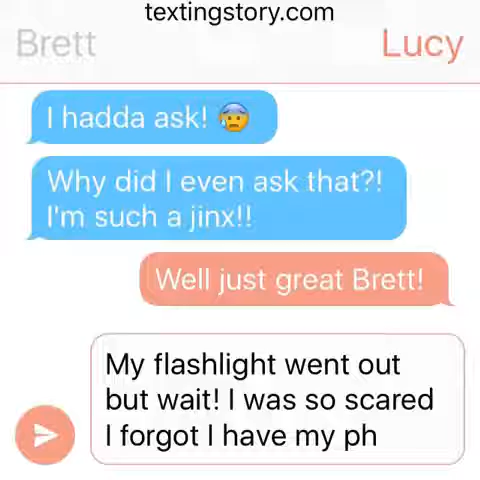 textingstory.com
Brett
Lucy
I hadda ask! 😰
Why did I even ask that?!
I'm such a jinx!!
Well just great Brett!
My flashlight went out
but wait! I was so scared
I forgot I have my ph